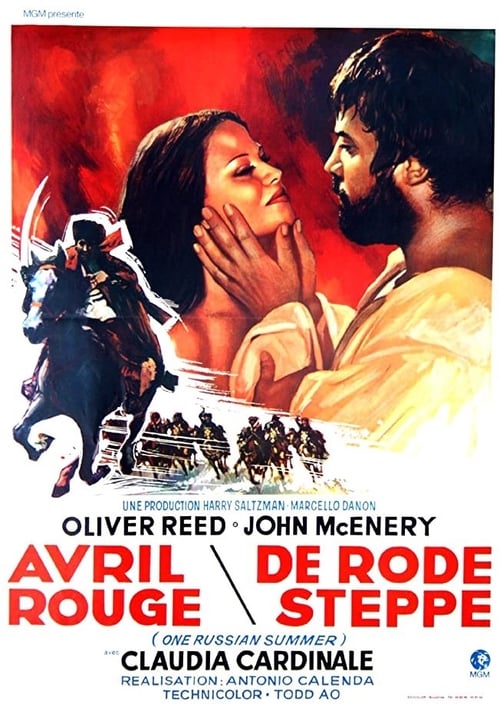 MGM présente
UNE PRODUCTION HARRY SALTZMAN - MARCELLO DANON
OLIVER REED ° JOHN McENERY
AVRIL ROUGE \ DE RODE STEPPE
(ONE RUSSIAN SUMMER)
avec
CLAUDIA CARDINALE
REALISATION: ANTONIO CALENDA
TECHNICOLOR • TODD AO
MGM